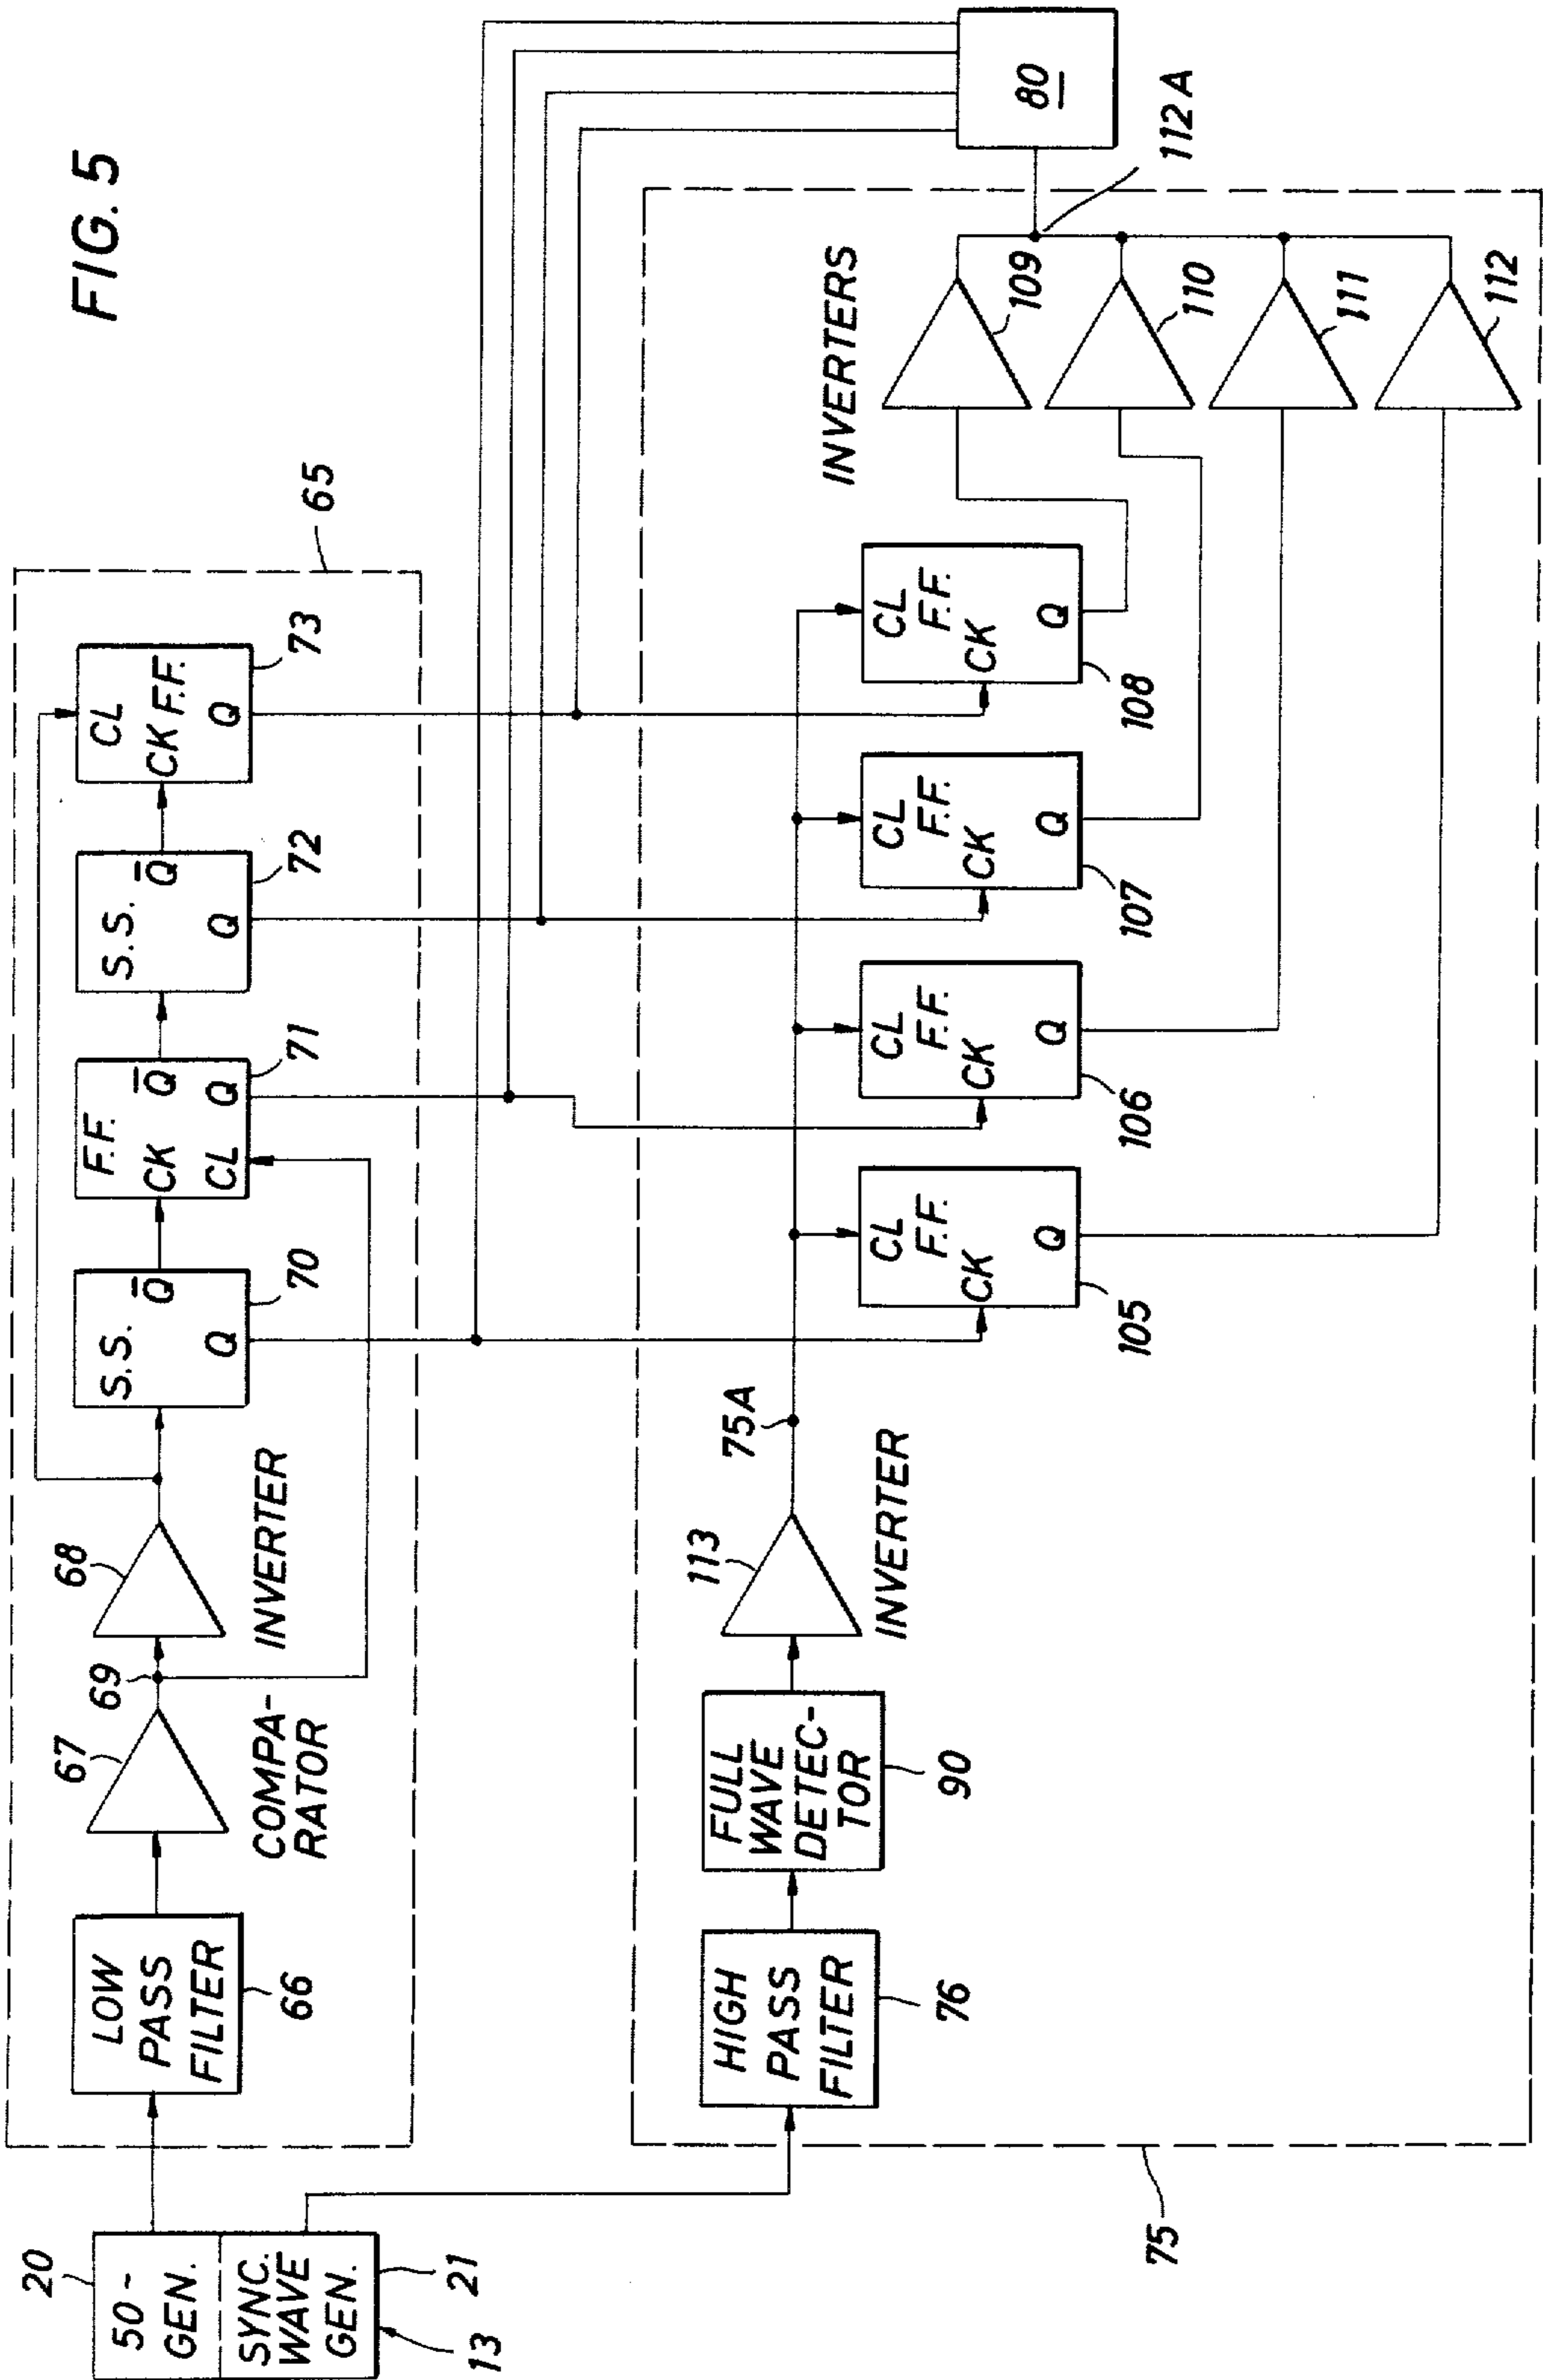 FIG. 5
20
50~
GEN.
SYNC.
WAVE
GEN.
21
13
65
LOW
PASS
FILTER
66
67
COMPA-
RATOR
69
68
INVERTER
S.S.
Q̅
Q
70
F.F.
CK
Q̅
CL
Q
71
S.S.
Q̅
Q
72
CL
CK F.F.
Q
73
75
HIGH
PASS
FILTER
76
FULL
WAVE
DETEC-
TOR
90
113
INVERTER
75A
CL
F.F.
CK
Q
105
CL
F.F.
CK
Q
106
CL
F.F.
CK
Q
107
CL
F.F.
CK
Q
108
INVERTERS
109
110
111
112
112A
80